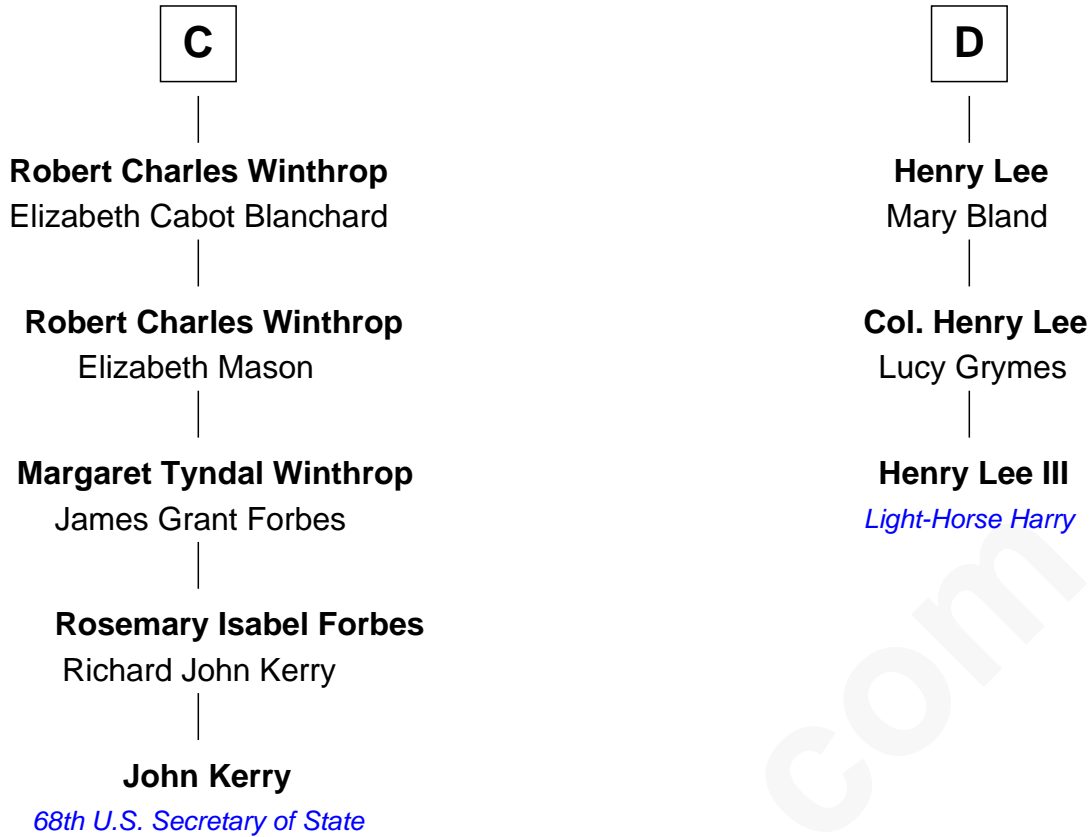 C
Robert Charles Winthrop
Elizabeth Cabot Blanchard
Robert Charles Winthrop
Elizabeth Mason
Margaret Tyndal Winthrop
James Grant Forbes
Rosemary Isabel Forbes
Richard John Kerry
John Kerry
68th U.S. Secretary of State
D
Henry Lee
Mary Bland
Col. Henry Lee
Lucy Grymes
Henry Lee III
Light-Horse Harry
com